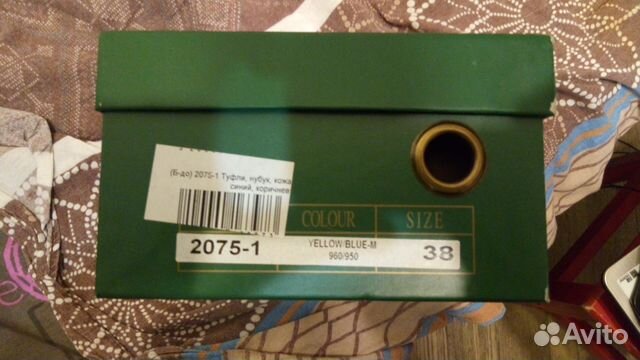 (Б-до) 2075-1 Туфли, нубук, кожа
синий, коричнев
COLOUR SIZE
2075-1 YELLOW/BLUE-M 38
960/950
Avito